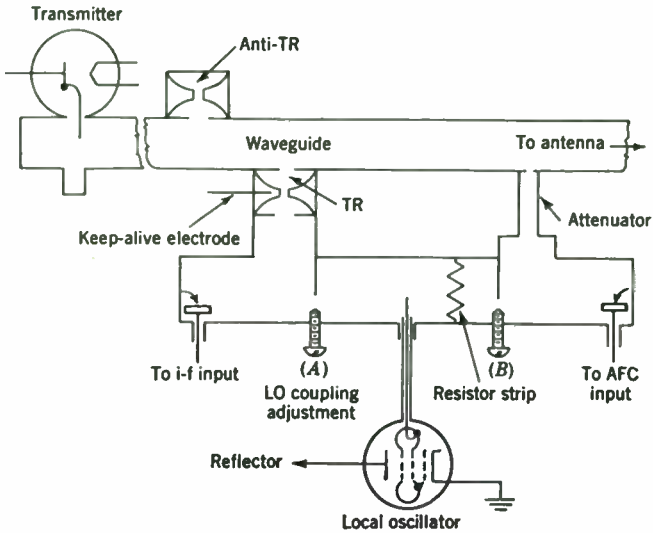 Transmitter
Anti-TR
Waveguide
To antenna
TR
Keep-alive electrode
Attenuator
(A)
(B)
To i-f input
LO coupling
adjustment
Resistor strip
To AFC
input
Reflector
Local oscillator